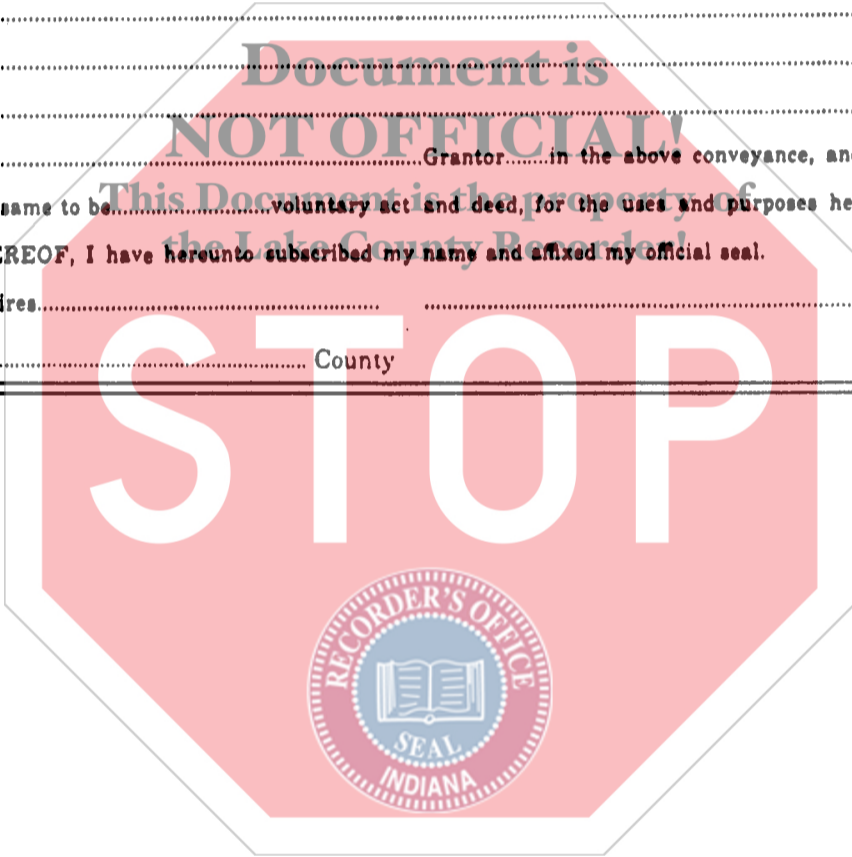 Document is
NOT OFFICIAL!
Grantor.......in the above conveyance, and
This Document is the property of
same to be........................voluntary act and deed, for the uses and purposes he
the Lake County Recorder!
EREOF, I have hereunto subscribed my name and affixed my official seal.
ires
County
STOP
RECORDER'S OFFICE
SEAL
INDIANA